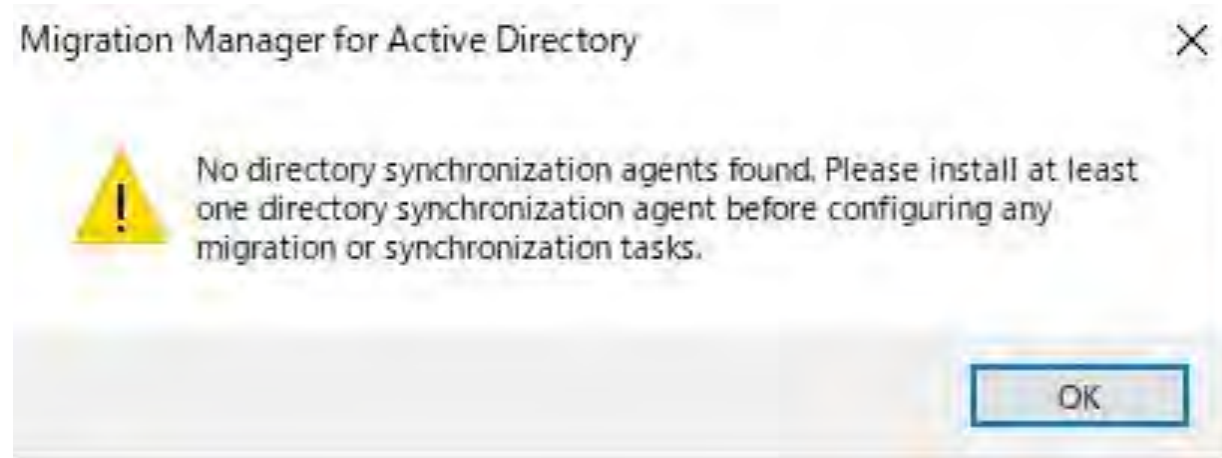 Migration Manager for Active Directory
No directory synchronization agents found. Please install at least
one directory synchronization agent before configuring any
migration or synchronization tasks.
OK